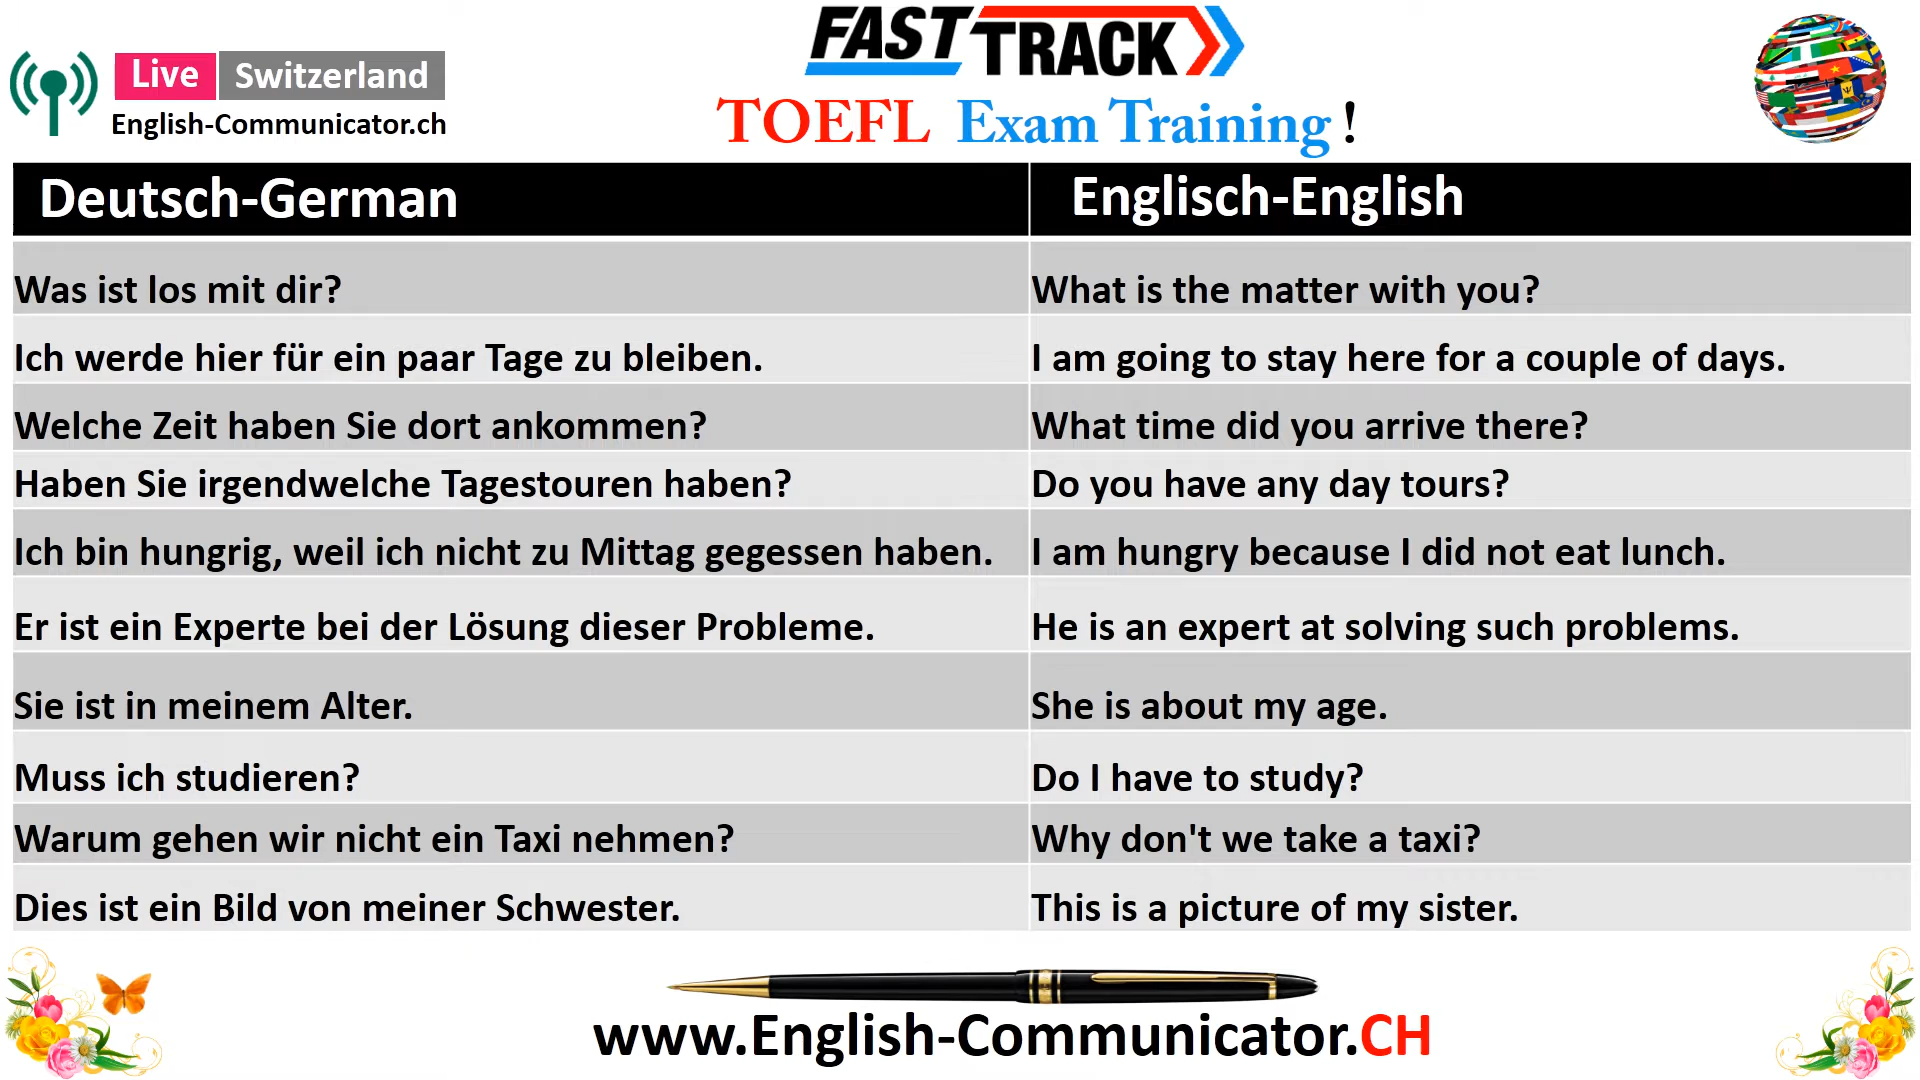 FAST TRACK
Live Switzerland
English-Communicator.ch
TOEFL Exam Training !
Deutsch-German Englisch-English
Was ist los mit dir? What is the matter with you?
Ich werde hier für ein paar Tage zu bleiben. I am going to stay here for a couple of days.
Welche Zeit haben Sie dort ankommen? What time did you arrive there?
Haben Sie irgendwelche Tagestouren haben? Do you have any day tours?
Ich bin hungrig, weil ich nicht zu Mittag gegessen haben. I am hungry because I did not eat lunch.
Er ist ein Experte bei der Lösung dieser Probleme. He is an expert at solving such problems.
Sie ist in meinem Alter. She is about my age.
Muss ich studieren? Do I have to study?
Warum gehen wir nicht ein Taxi nehmen? Why don't we take a taxi?
Dies ist ein Bild von meiner Schwester. This is a picture of my sister.
www.English-Communicator.CH